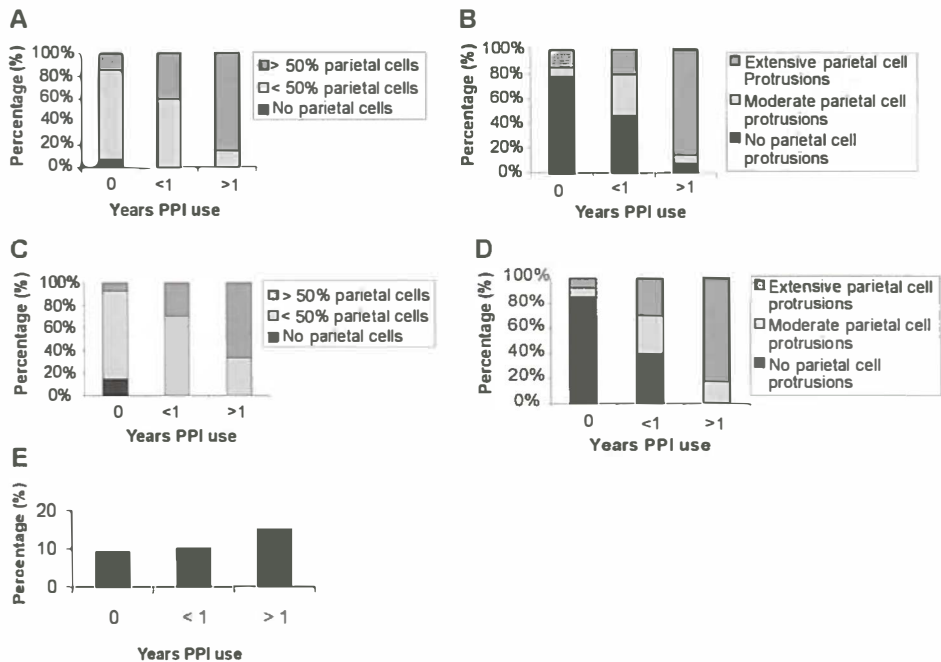 A
Percentage (%)
100%
80%
60%
40%
20%
0%
0 <1 >1
Years PPI use
> 50% parietal cells
< 50% parietal cells
No parietal cells
B
Percentage (%)
100%
80%
60%
40%
20%
0%
0 <1 >1
Years PPI use
Extensive parietal cell
Protrusions
Moderate parietal cell
protrusions
No parietal cell
protrusions
C
Percentage (%)
100%
80%
60%
40%
20%
0%
0 <1 >1
Years PPI use
> 50% parietal cells
< 50% parietal cells
No parietal cells
D
Percentage (%)
100%
80%
60%
40%
20%
0%
0 <1 >1
Years PPI use
Extensive parietal cell
protrusions
Moderate parietal cell
protrusions
No parietal cell
protrusions
E
Percentage (%)
20
10
0
0 < 1 > 1
Years PPI use